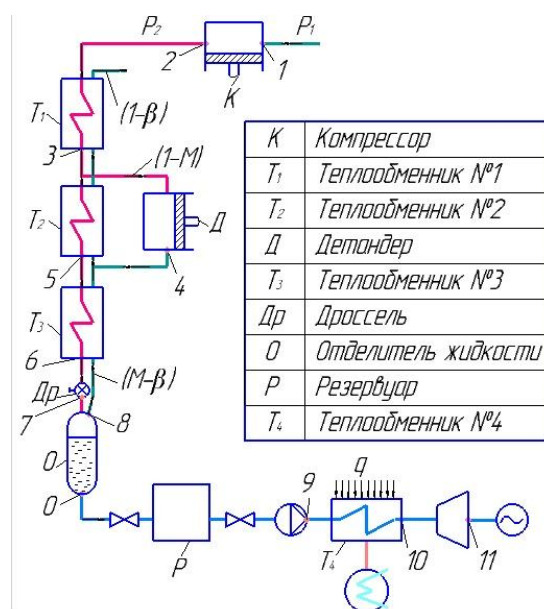 P₂
P₁
2
1
К
T₁
(1-β)
3
(1-М)
T₂
Д
5
4
T₃
6
(М-β)
Др
7
8
О
О
К Компрессор
T₁ Теплообменник №1
T₂ Теплообменник №2
Д Детандер
T₃ Теплообменник №3
Др Дроссель
О Отделитель жидкости
Р Резервуар
T₄ Теплообменник №4
q
9
Р
T₄
10
11